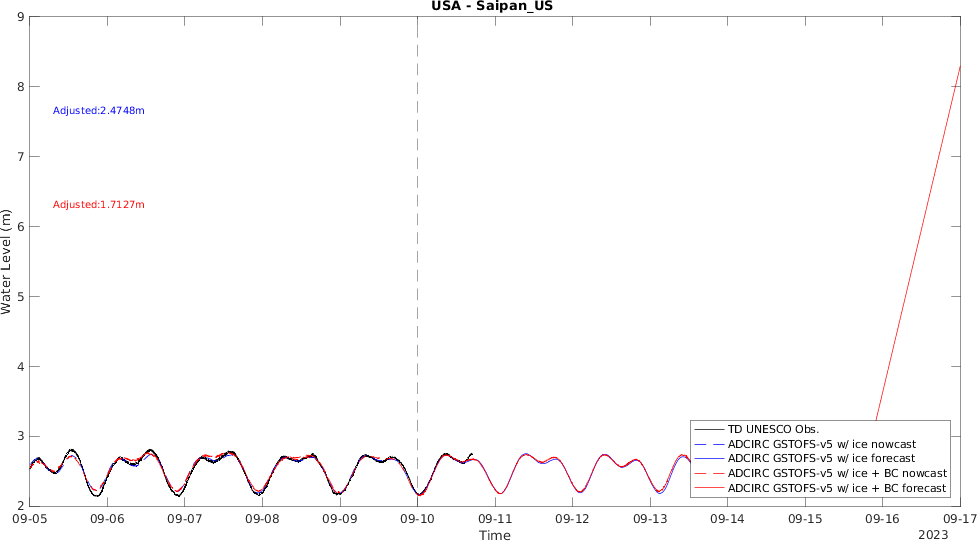 USA - Saipan_US
9
8
7
6
5
4
3
2
Water Level (m)
Adjusted:2.4748m
Adjusted:1.7127m
TD UNESCO Obs.
ADCIRC GSTOFS-v5 w/ ice nowcast
ADCIRC GSTOFS-v5 w/ ice forecast
ADCIRC GSTOFS-v5 w/ ice + BC nowcast
ADCIRC GSTOFS-v5 w/ ice + BC forecast
09-05 09-06 09-07 09-08 09-09 09-10 09-11 09-12 09-13 09-14 09-15 09-16 09-17
Time
2023